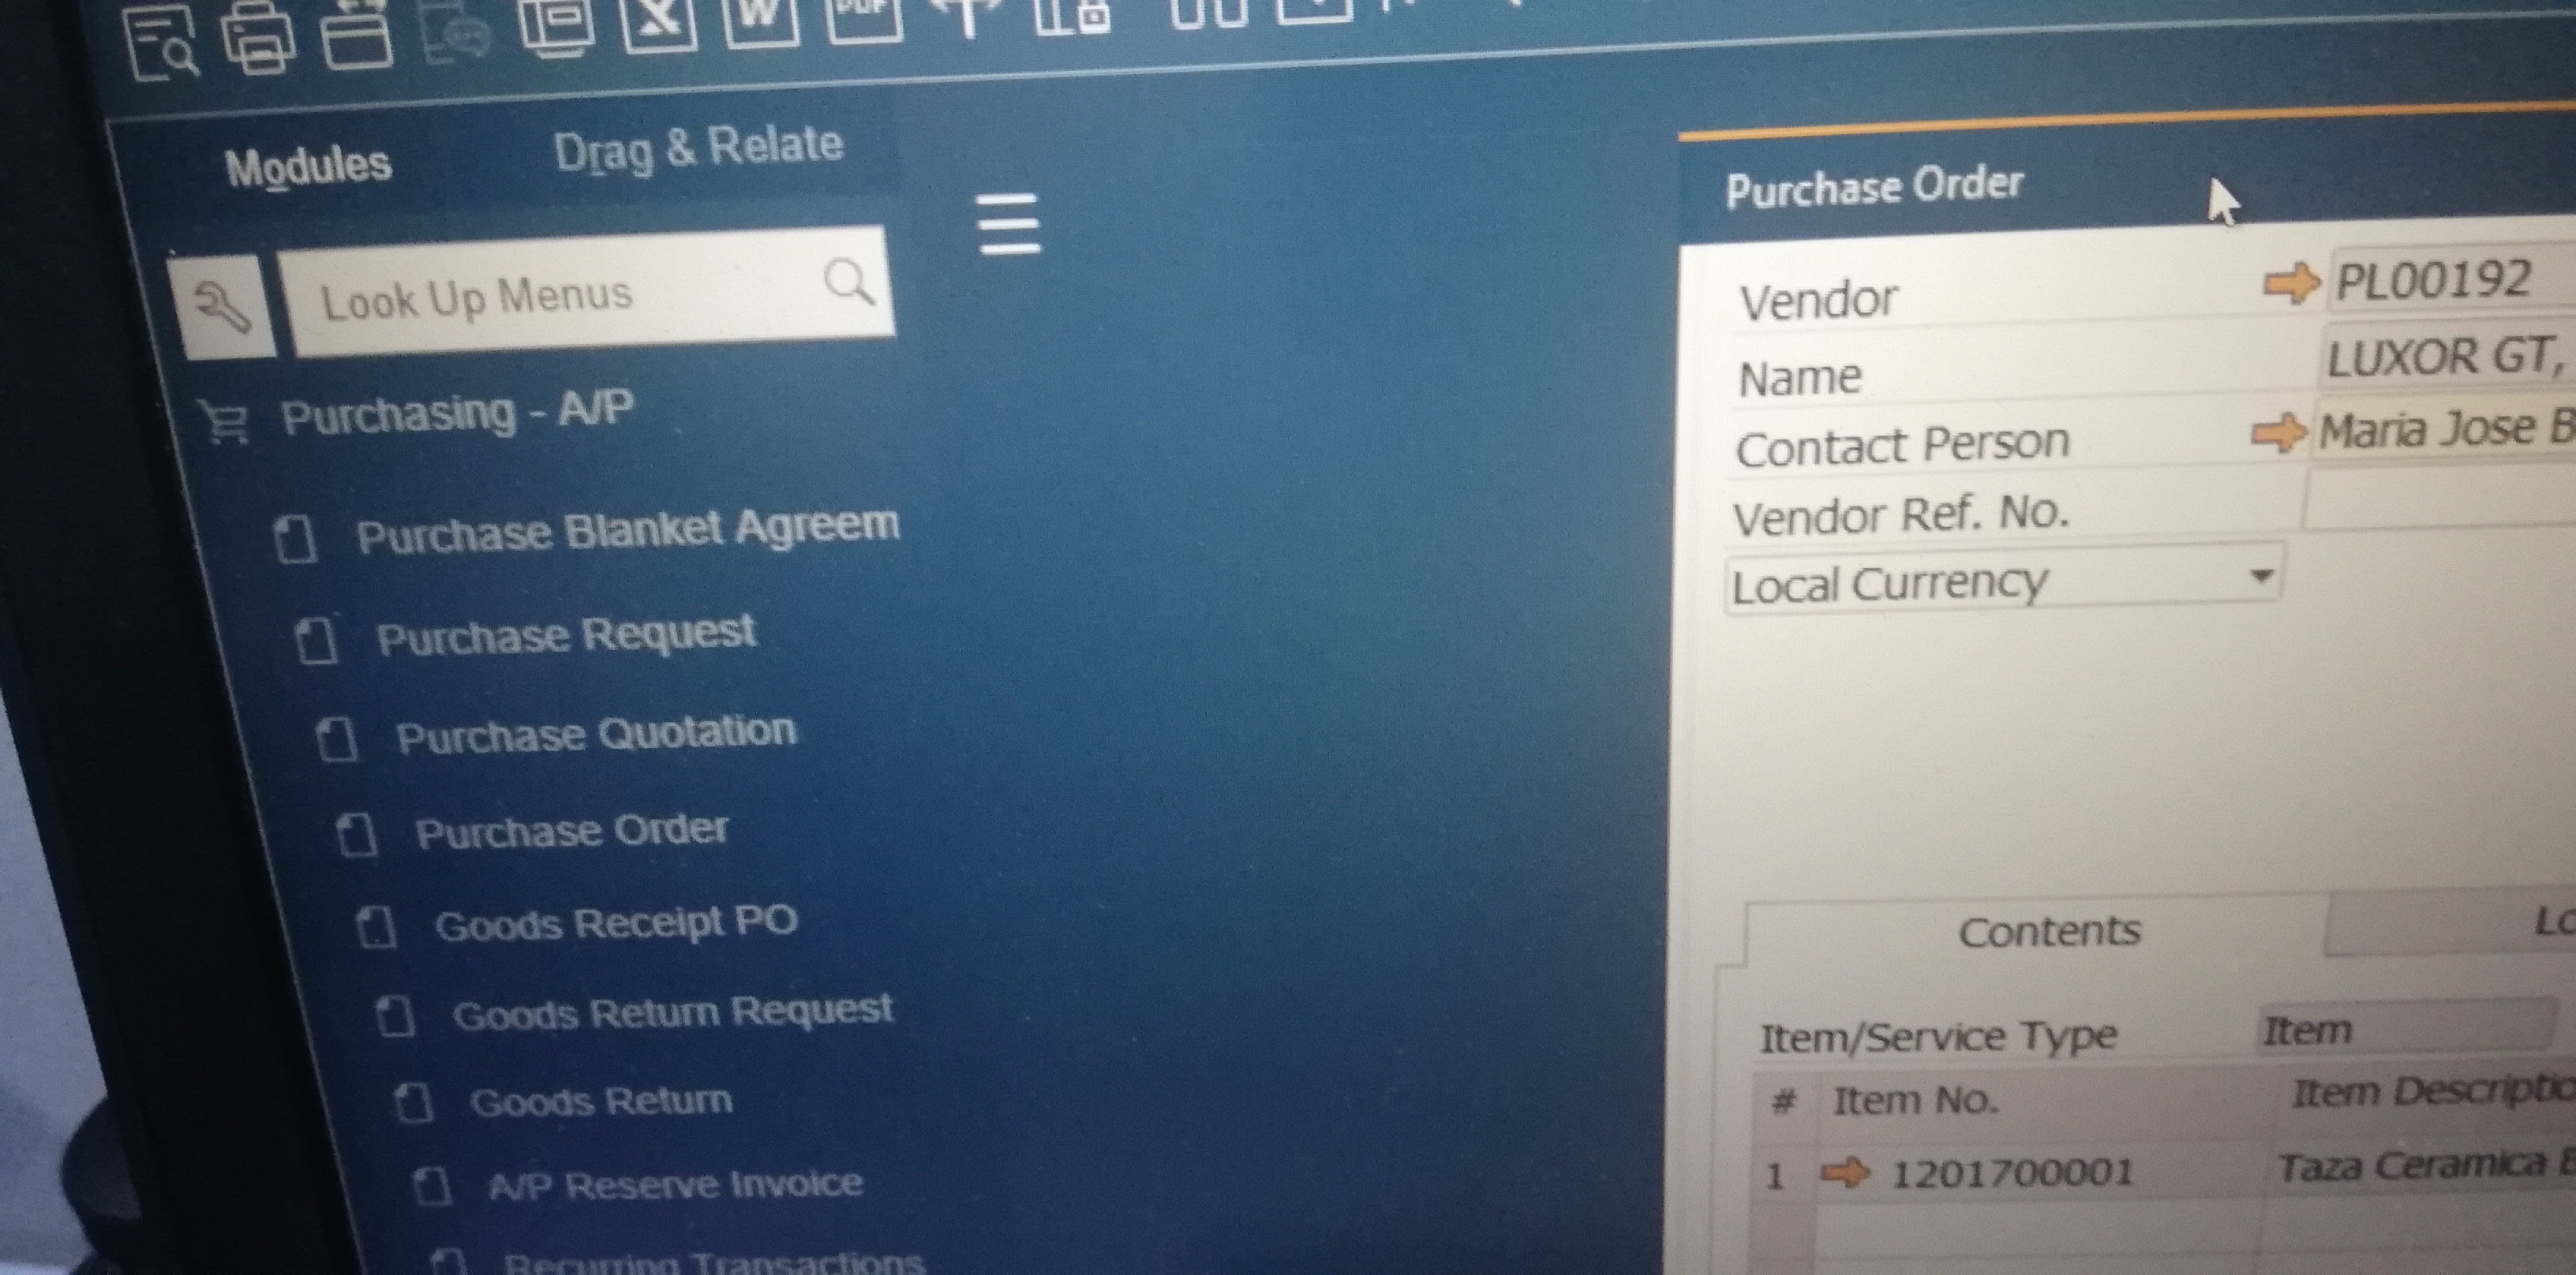 X
W
PDF
Modules
Drag & Relate
Look Up Menus
Purchasing - A/P
Purchase Blanket Agreem
Purchase Request
Purchase Quotation
Purchase Order
Goods Receipt PO
Goods Return Request
Goods Return
A/P Reserve Invoice
Recurring Transactions
Purchase Order
Vendor PL00192
Name LUXOR GT,
Contact Person Maria Jose B
Vendor Ref. No.
Local Currency
Contents Lo
Item/Service Type Item
# Item No. Item Descriptio
1 1201700001 Taza Ceramica